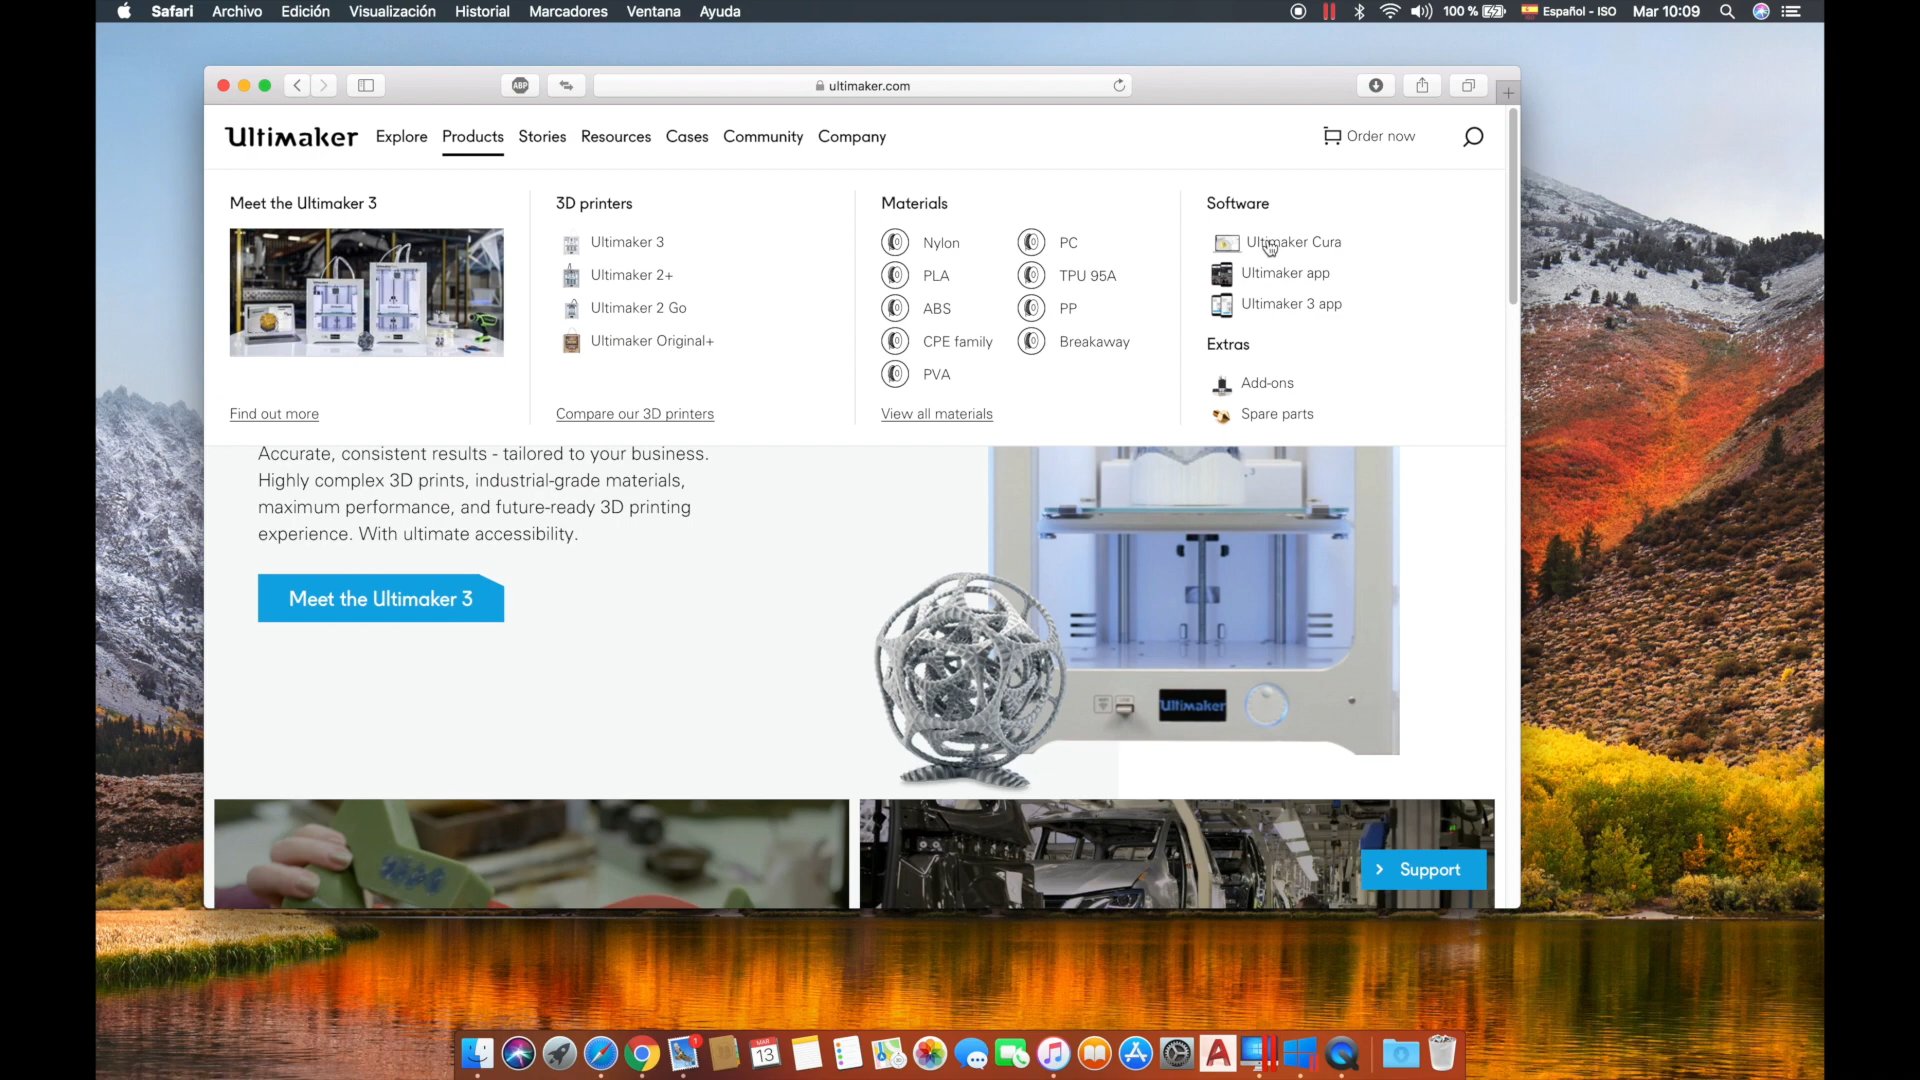 Safari Archivo Edición Visualización Historial Marcadores Ventana Ayuda
100 % Español - ISO Mar 10:09
ABP
ultimaker.com
Ultimaker Explore Products Stories Resources Cases Community Company
Order now
Meet the Ultimaker 3
Find out more
3D printers
Ultimaker 3
Ultimaker 2+
Ultimaker 2 Go
Ultimaker Original+
Compare our 3D printers
Materials
Nylon PC
PLA TPU 95A
ABS PP
CPE family Breakaway
PVA
View all materials
Software
Ultimaker Cura
Ultimaker app
Ultimaker 3 app
Extras
Add-ons
Spare parts
Accurate, consistent results - tailored to your business.
Highly complex 3D prints, industrial-grade materials,
maximum performance, and future-ready 3D printing
experience. With ultimate accessibility.
Meet the Ultimaker 3
Ultimaker
Support
1
MAR
13